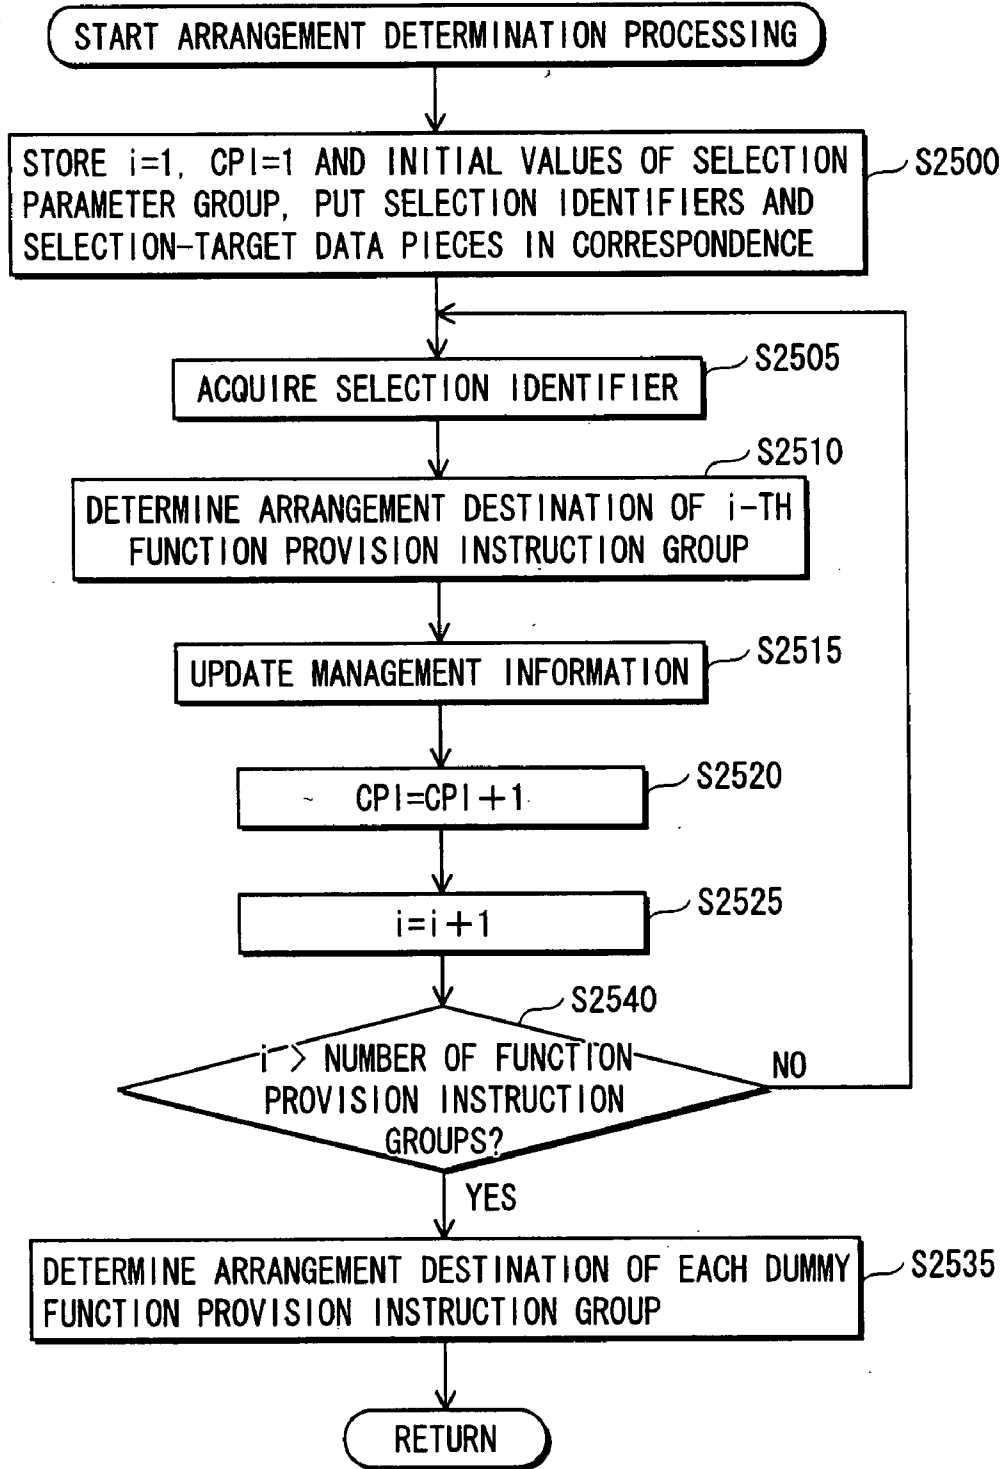 START ARRANGEMENT DETERMINATION PROCESSING
STORE i=1, CPI=1 AND INITIAL VALUES OF SELECTION
PARAMETER GROUP, PUT SELECTION IDENTIFIERS AND
SELECTION-TARGET DATA PIECES IN CORRESPONDENCE
S2500
S2505
ACQUIRE SELECTION IDENTIFIER
S2510
DETERMINE ARRANGEMENT DESTINATION OF i-TH
FUNCTION PROVISION INSTRUCTION GROUP
S2515
UPDATE MANAGEMENT INFORMATION
S2520
CPI=CPI+1
S2525
i=i+1
S2540
i > NUMBER OF FUNCTION
PROVISION INSTRUCTION
GROUPS?
NO
YES
DETERMINE ARRANGEMENT DESTINATION OF EACH DUMMY
FUNCTION PROVISION INSTRUCTION GROUP
S2535
RETURN